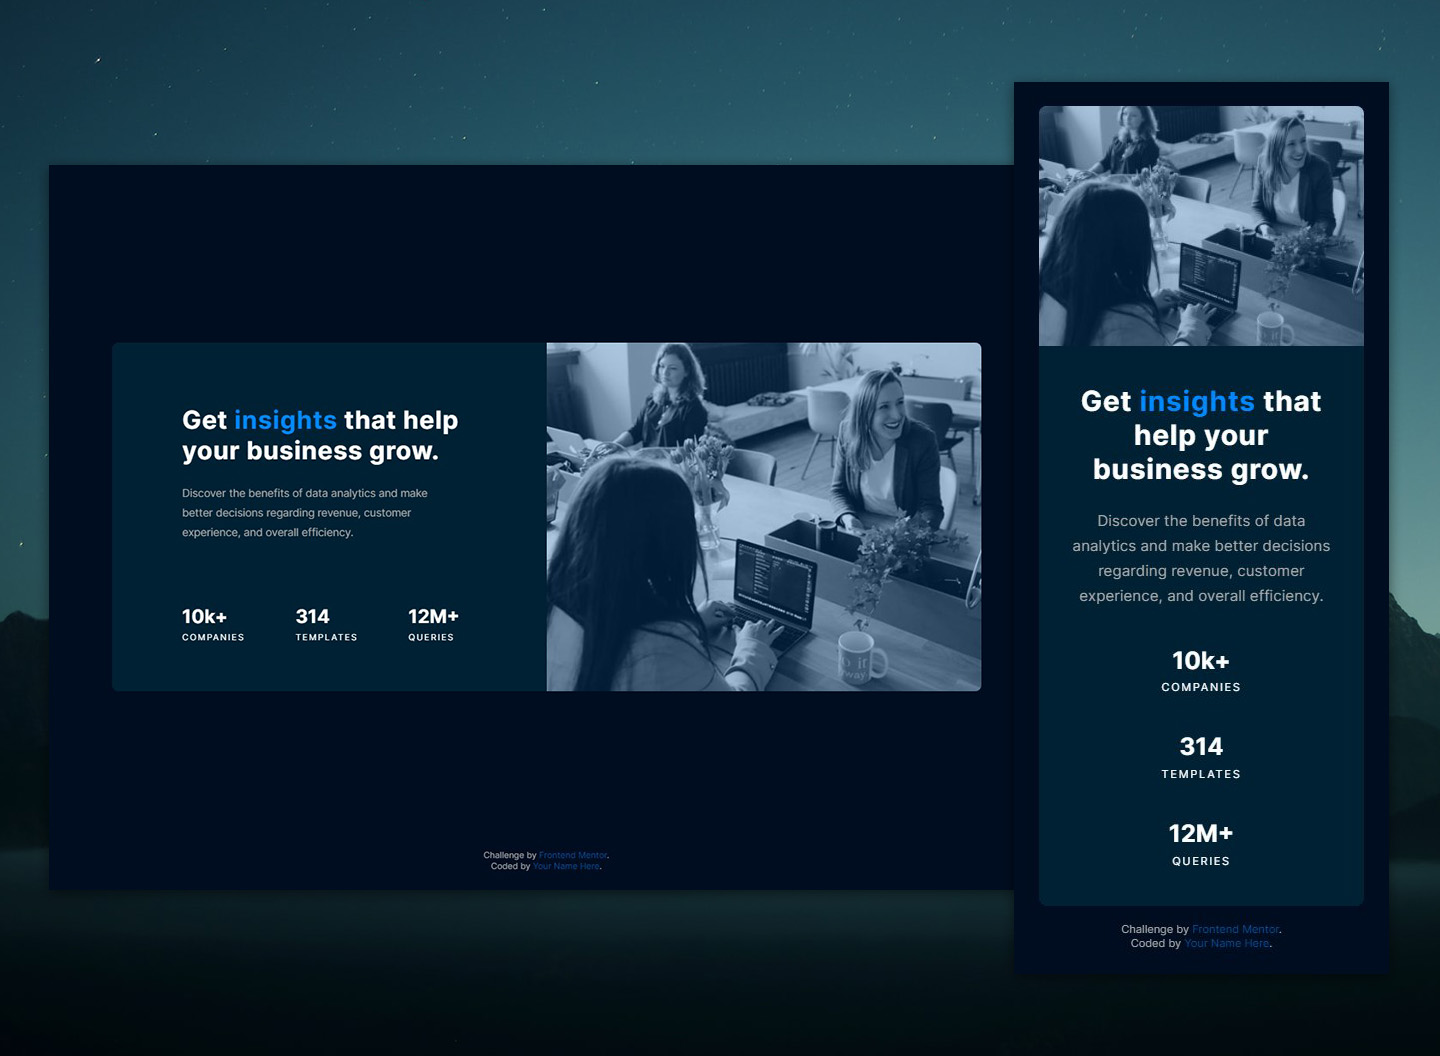 Get insights that help
your business grow.
Discover the benefits of data analytics and make
better decisions regarding revenue, customer
experience, and overall efficiency.
10k+ 314 12M+
COMPANIES TEMPLATES QUERIES
Challenge by Frontend Mentor.
Coded by Your Name Here.
Get insights that
help your
business grow.
Discover the benefits of data
analytics and make better decisions
regarding revenue, customer
experience, and overall efficiency.
10k+
COMPANIES
314
TEMPLATES
12M+
QUERIES
Challenge by Frontend Mentor.
Coded by Your Name Here.